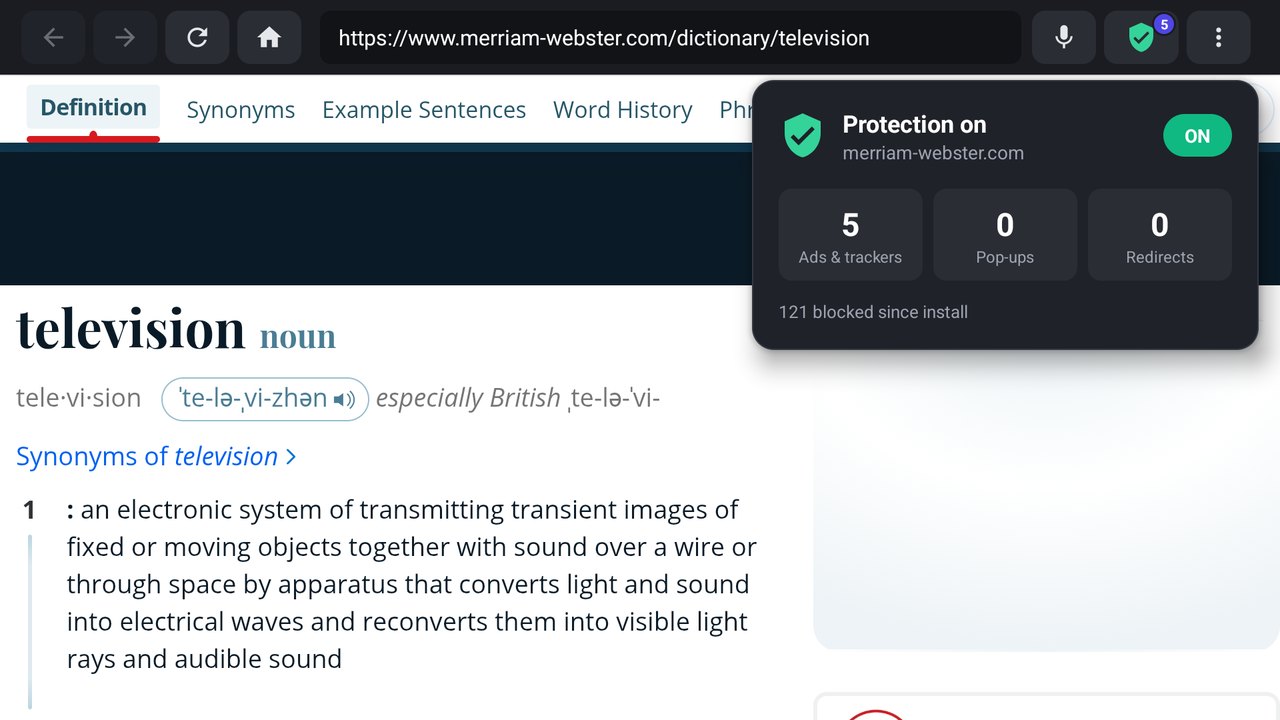 https://www.merriam-webster.com/dictionary/television
5
Definition
Synonyms
Example Sentences
Word History
Protection on
merriam-webster.com
ON
5
Ads & trackers
0
Pop-ups
0
Redirects
121 blocked since install
television noun
tele·vi·sion ˈte-lə-ˌvi-zhən especially British ˌte-lə-ˈvi-
Synonyms of television
1 : an electronic system of transmitting transient images of
fixed or moving objects together with sound over a wire or
through space by apparatus that converts light and sound
into electrical waves and reconverts them into visible light
rays and audible sound